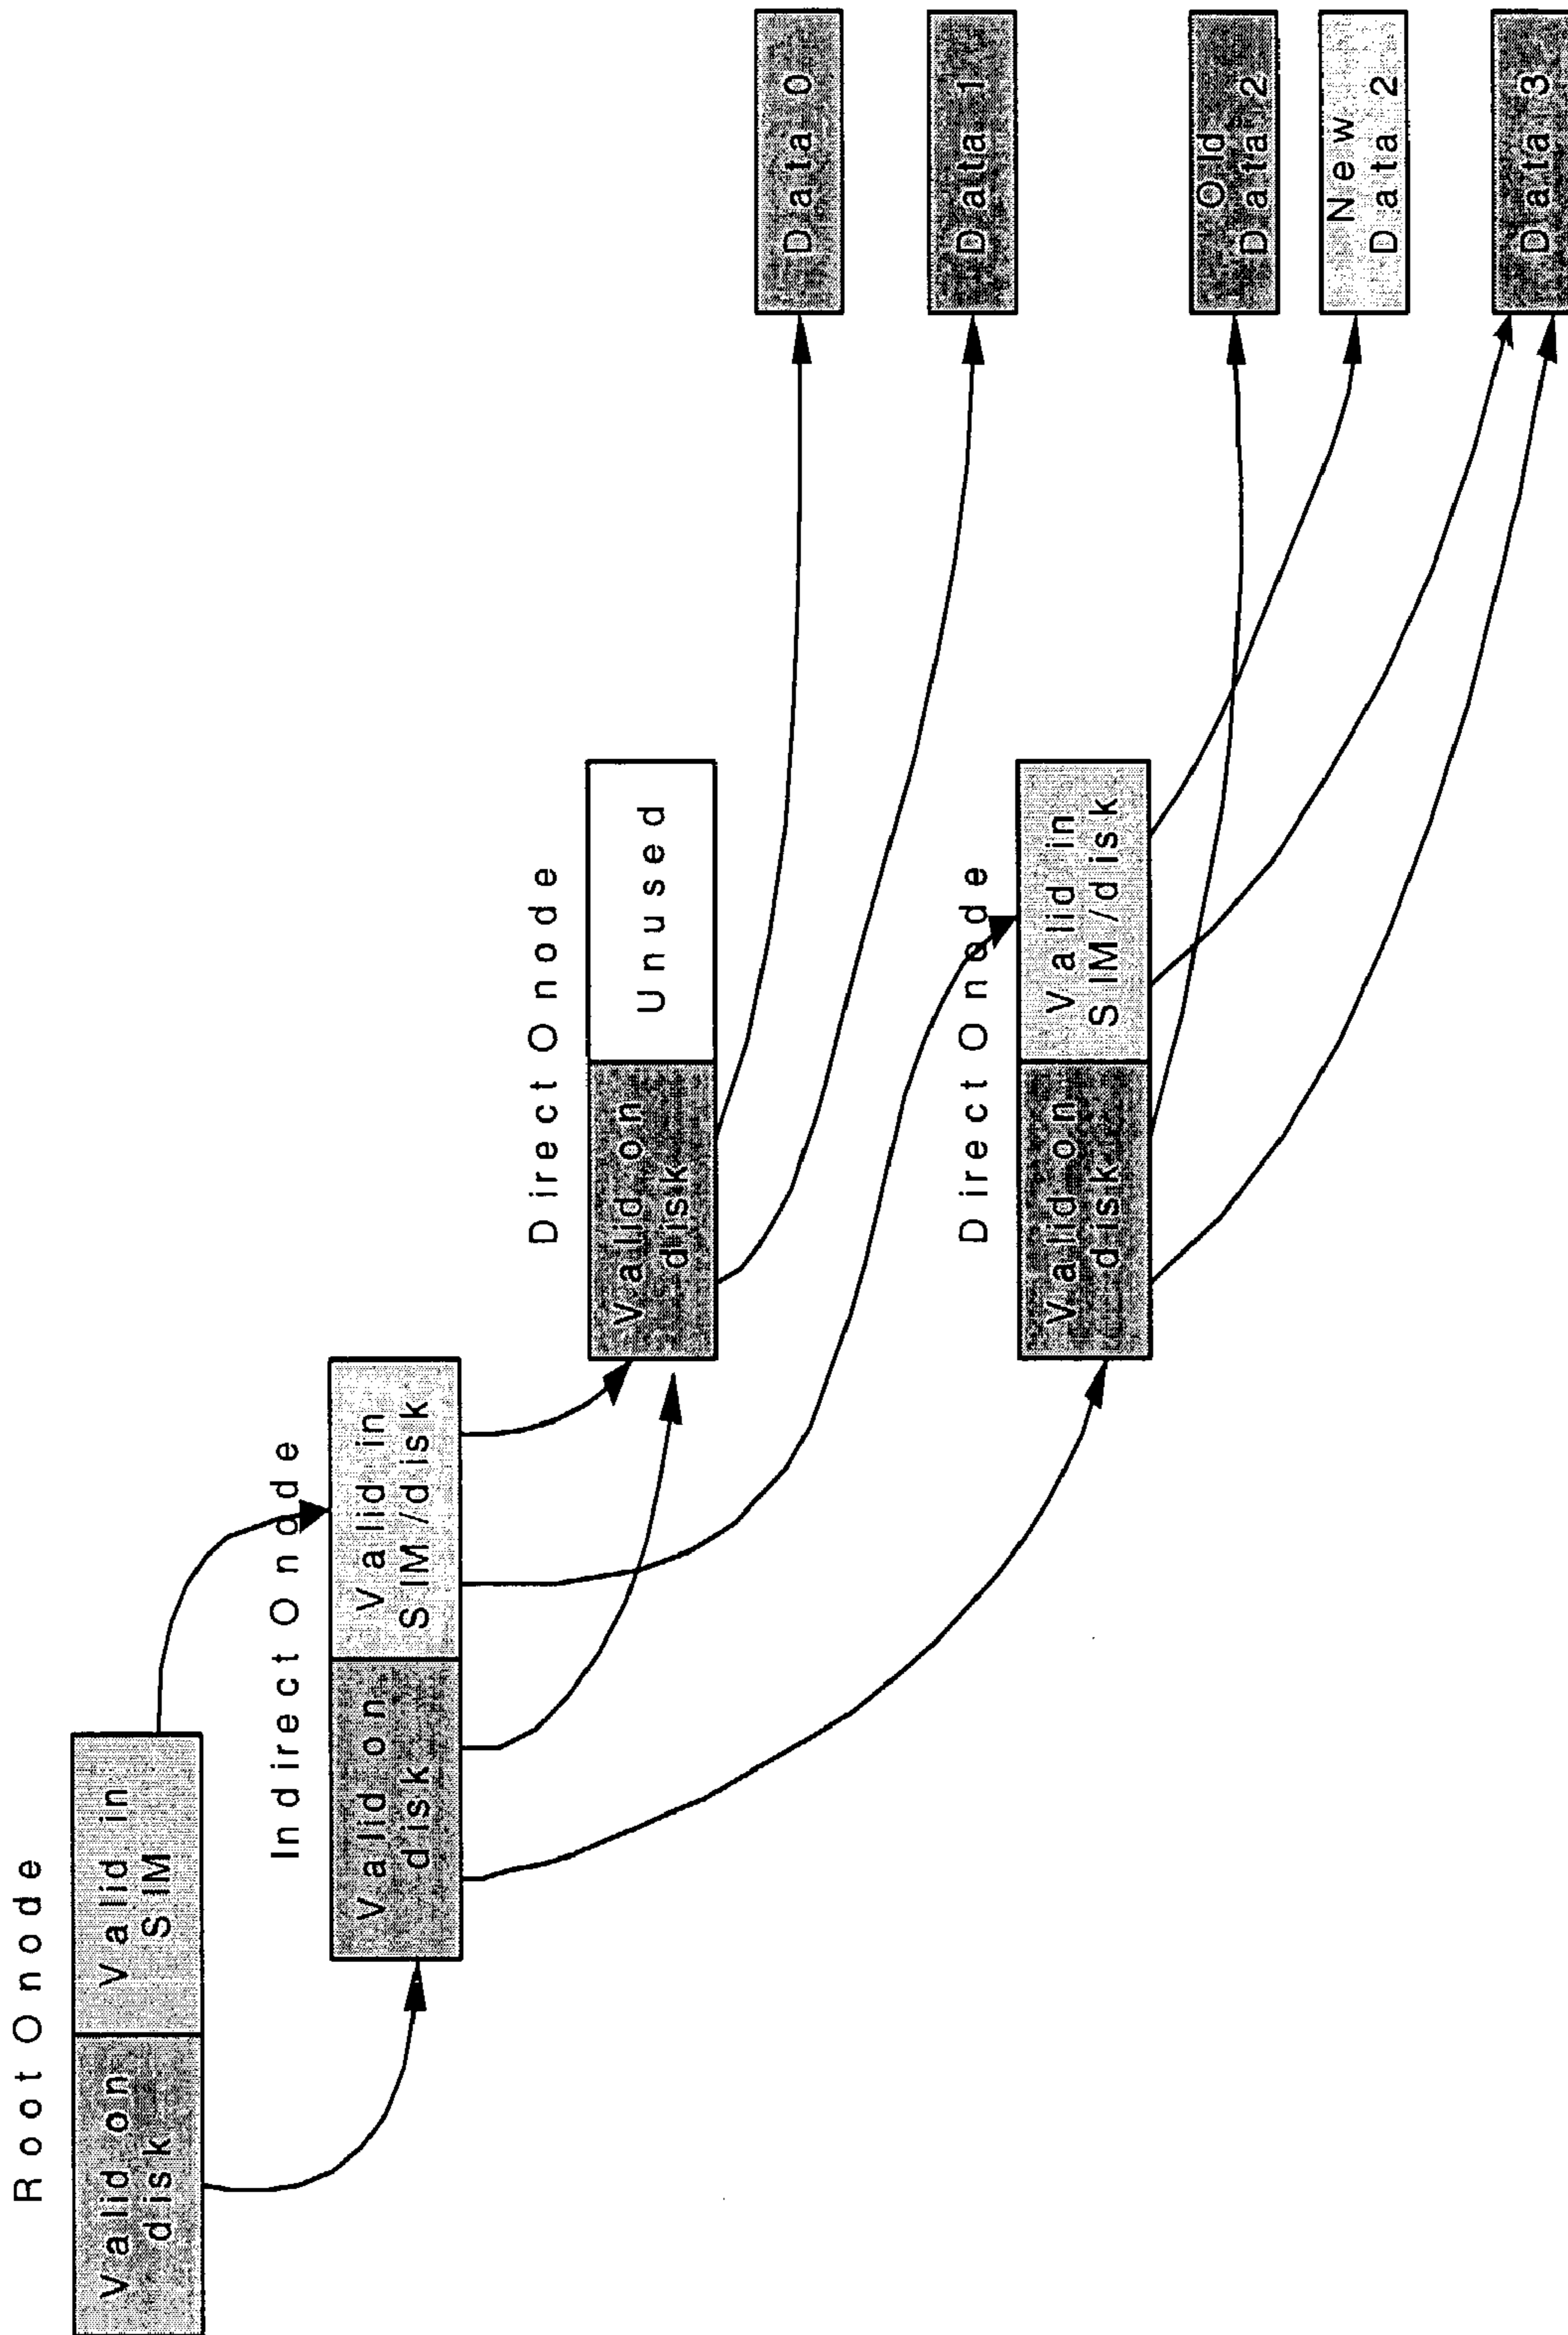 Root Onode
Valid on
disk
Valid in
SIM
Indirect Onode
Valid on
disk
Valid in
SIM/disk
Direct Onode
Valid on
disk
Unused
Direct Onode
Valid on
disk
Valid in
SIM/disk
Data 0
Data 1
Old
Data 2
New
Data 2
Data 3